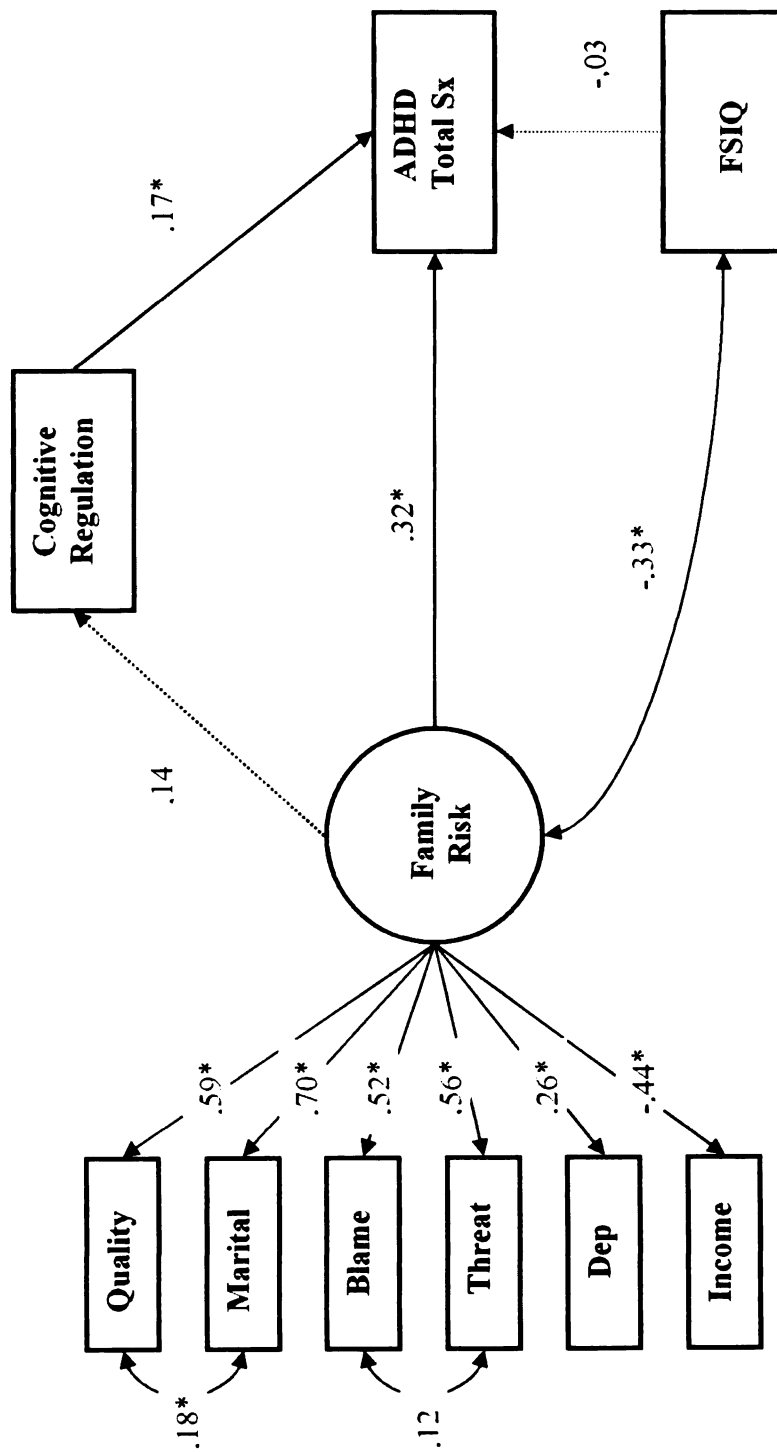 Cognitive
Regulation
.14
.17*
Quality
Marital
Blame
Threat
Dep
Income
.18*
.12
.59*
.70*
.52*
.56*
.26*
-.44*
Family
Risk
.32*
ADHD
Total Sx
-.03
-.33*
FSIQ